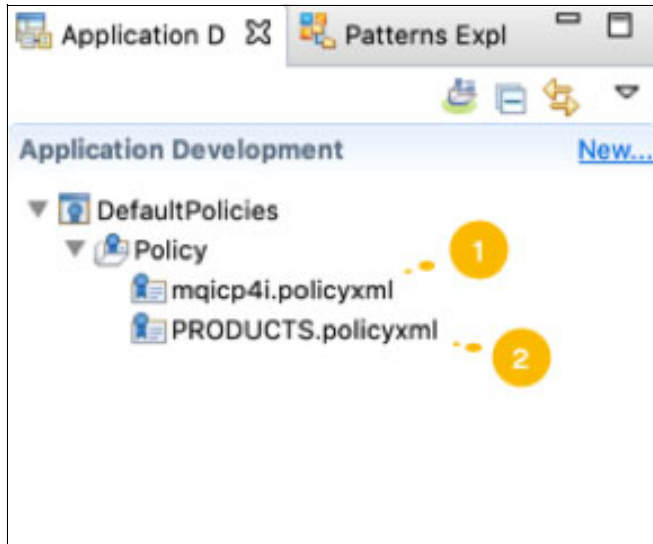 Application D Patterns Expl
Application Development New...
DefaultPolicies
Policy
1
mqicp4i.policyxml
PRODUCTS.policyxml
2